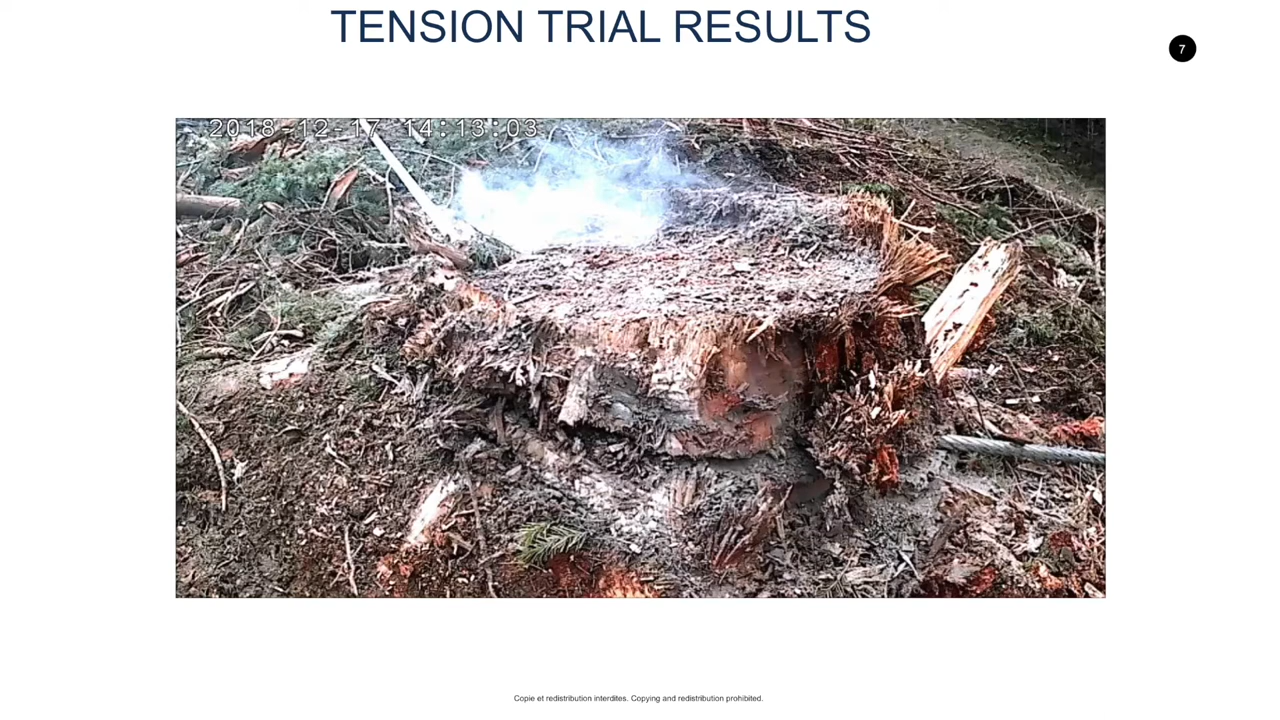 TENSION TRIAL RESULTS
7
2018-12-17 14:13:03
Copie et redistribution interdites. Copying and redistribution prohibited.